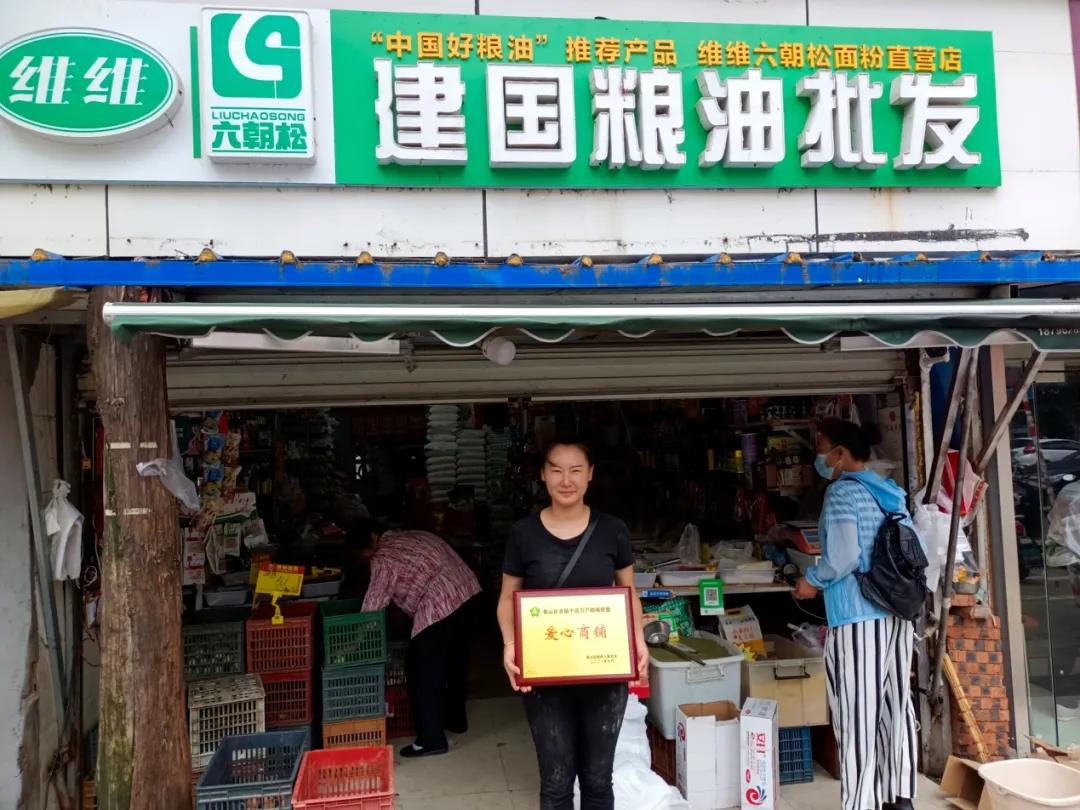 维维
LIUCHAOSONG
六朝松
“中国好粮油” 推荐产品 维维六朝松面粉直营店
建国粮油批发
爱心商铺